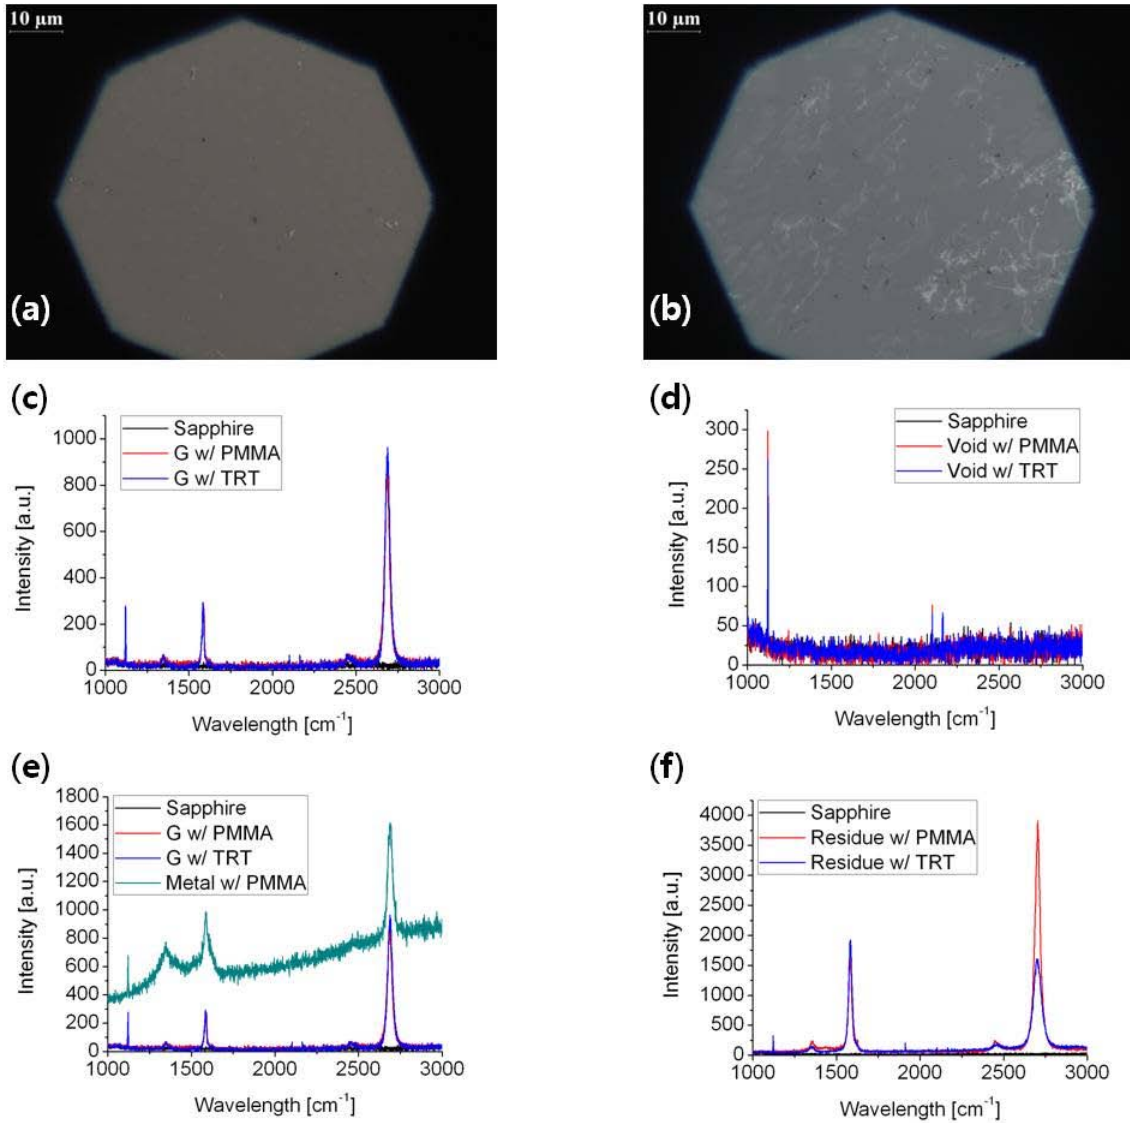 10 μm
10 μm
(a)
(b)
(c)
(d)
Sapphire
G w/ PMMA
G w/ TRT
1000
800
600
400
200
0
1000 1500 2000 2500 3000
Intensity [a.u.]
Wavelength [cm⁻¹]
Sapphire
Void w/ PMMA
Void w/ TRT
300
250
200
150
100
50
0
1000 1500 2000 2500 3000
Intensity [a.u.]
Wavelength [cm⁻¹]
(e)
(f)
Sapphire
G w/ PMMA
G w/ TRT
Metal w/ PMMA
1800
1600
1400
1200
1000
800
600
400
200
0
1000 1500 2000 2500 3000
Intensity [a.u.]
Wavelength [cm⁻¹]
Sapphire
Residue w/ PMMA
Residue w/ TRT
4000
3500
3000
2500
2000
1500
1000
500
0
1000 1500 2000 2500 3000
Intensity [a.u.]
Wavelength [cm⁻¹]